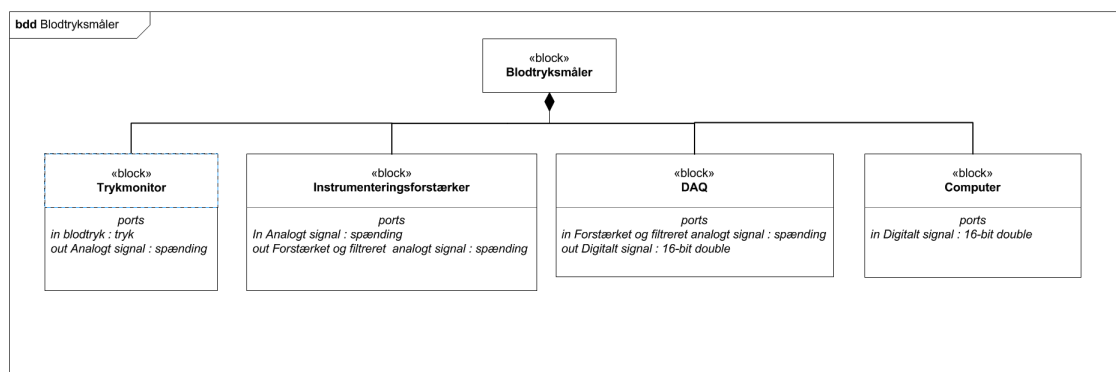 bdd Blodtryksmåler
«block»
Blodtryksmåler
«block»
Trykmonitor
ports
in blodtryk : tryk
out Analogt signal : spænding
«block»
Instrumenteringsforstærker
ports
In Analogt signal : spænding
out Forstærket og filtreret analogt signal : spænding
«block»
DAQ
ports
in Forstærket og filtreret analogt signal : spænding
out Digitalt signal : 16-bit double
«block»
Computer
ports
in Digitalt signal : 16-bit double